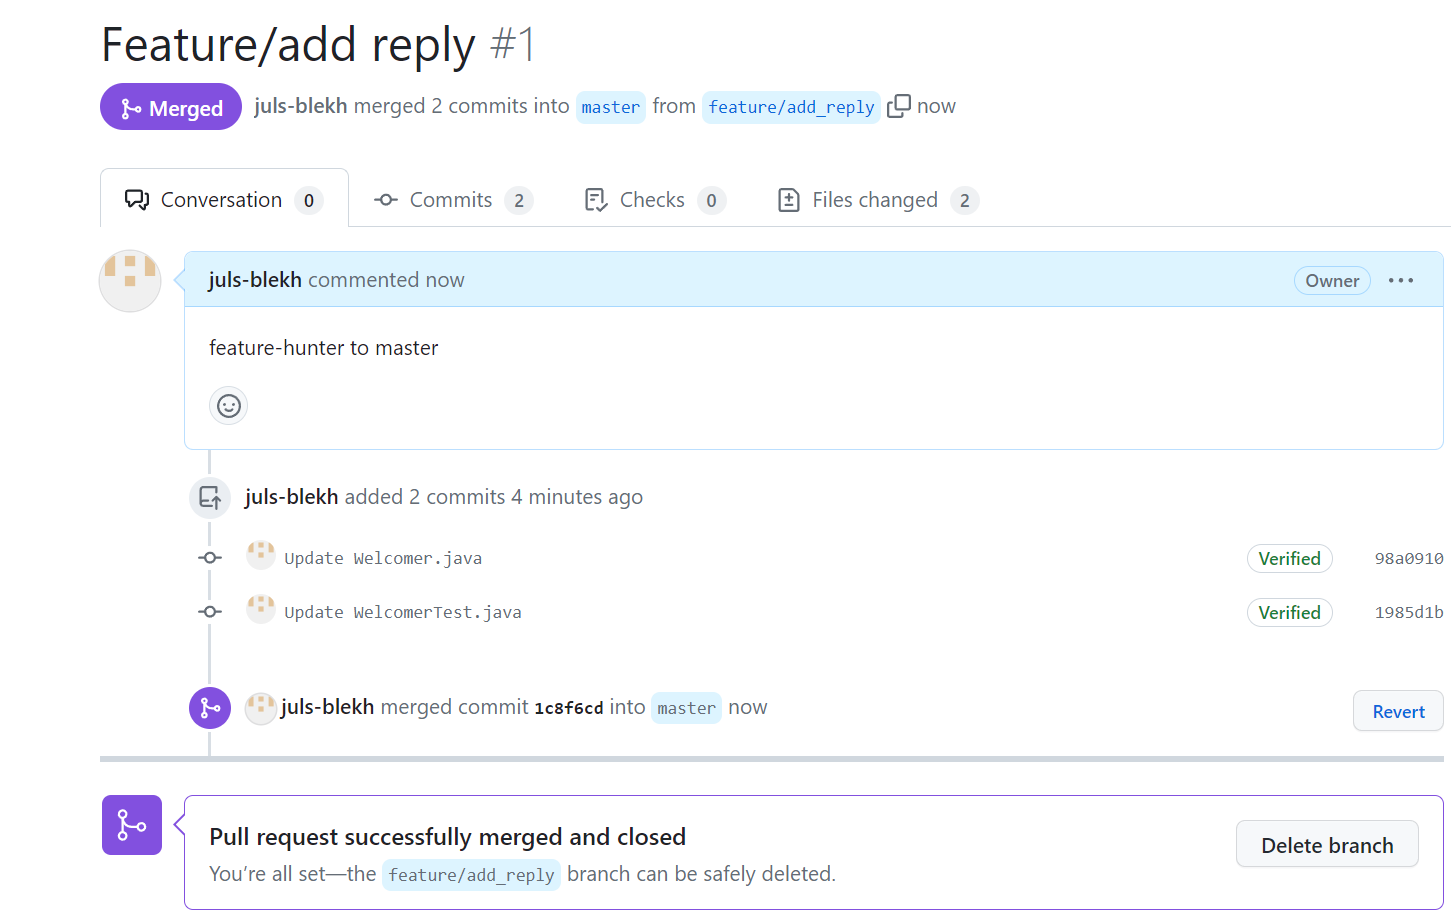 Feature/add reply #1
Merged juls-blekh merged 2 commits into master from feature/add_reply now
Conversation 0 Commits 2 Checks 0 Files changed 2
juls-blekh commented now Owner
feature-hunter to master
juls-blekh added 2 commits 4 minutes ago
Update Welcomer.java Verified 98a0910
Update WelcomerTest.java Verified 1985d1b
juls-blekh merged commit 1c8f6cd into master now Revert
Pull request successfully merged and closed
You’re all set—the feature/add_reply branch can be safely deleted.
Delete branch